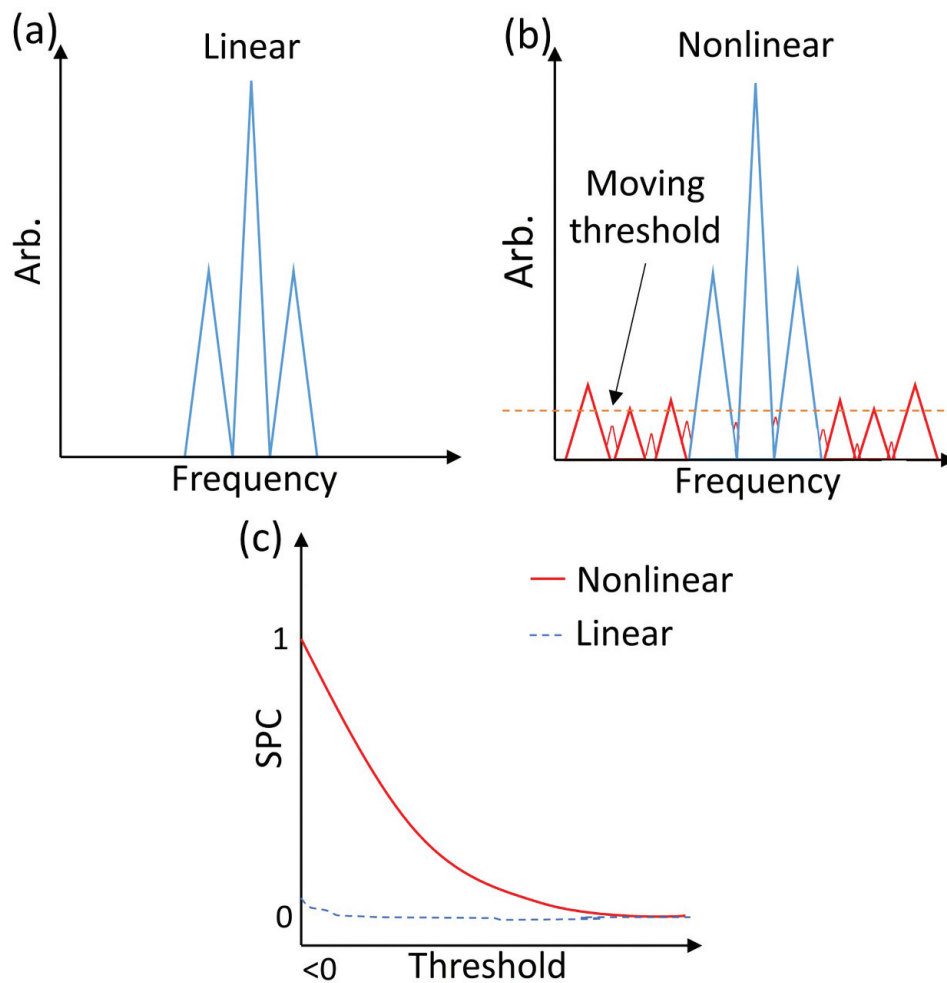 (a)
Linear
Arb.
Frequency
(b)
Nonlinear
Moving
threshold
Arb.
Frequency
(c)
Nonlinear
Linear
1
SPC
0
<0
Threshold